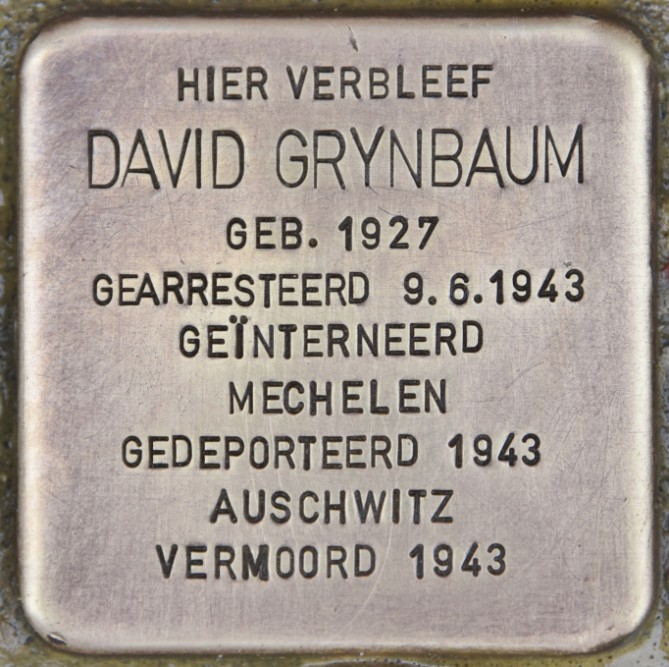 HIER VERBLEEF
DAVID GRYNBAUM
GEB. 1927
GEARRESTEERD 9.6.1943
GEÏNTERNEERD
MECHELEN
GEDEPORTEERD 1943
AUSCHWITZ
VERMOORD 1943